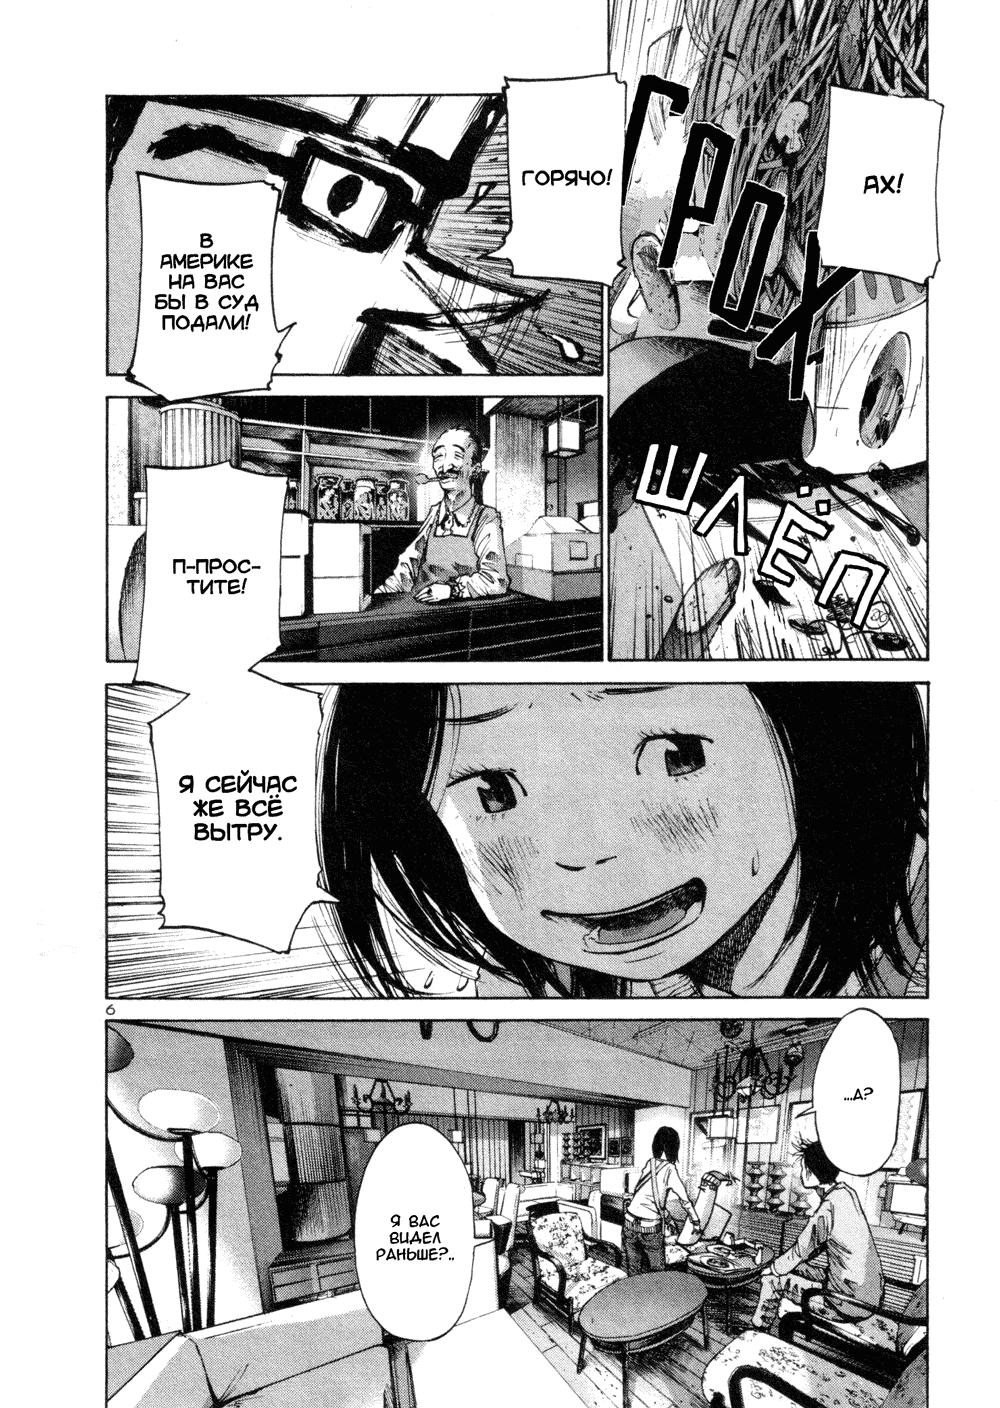 АХ!
ГРОХ
ШЛЁП
ГОРЯЧО!
В
АМЕРИКЕ
НА ВАС
БЫ В СУД
ПОДАЛИ!
П-ПРОС-
ТИТЕ!
Я СЕЙЧАС
ЖЕ ВСЁ
ВЫТРУ.
6
...А?
Я ВАС
ВИДЕЛ
РАНЬШЕ?..